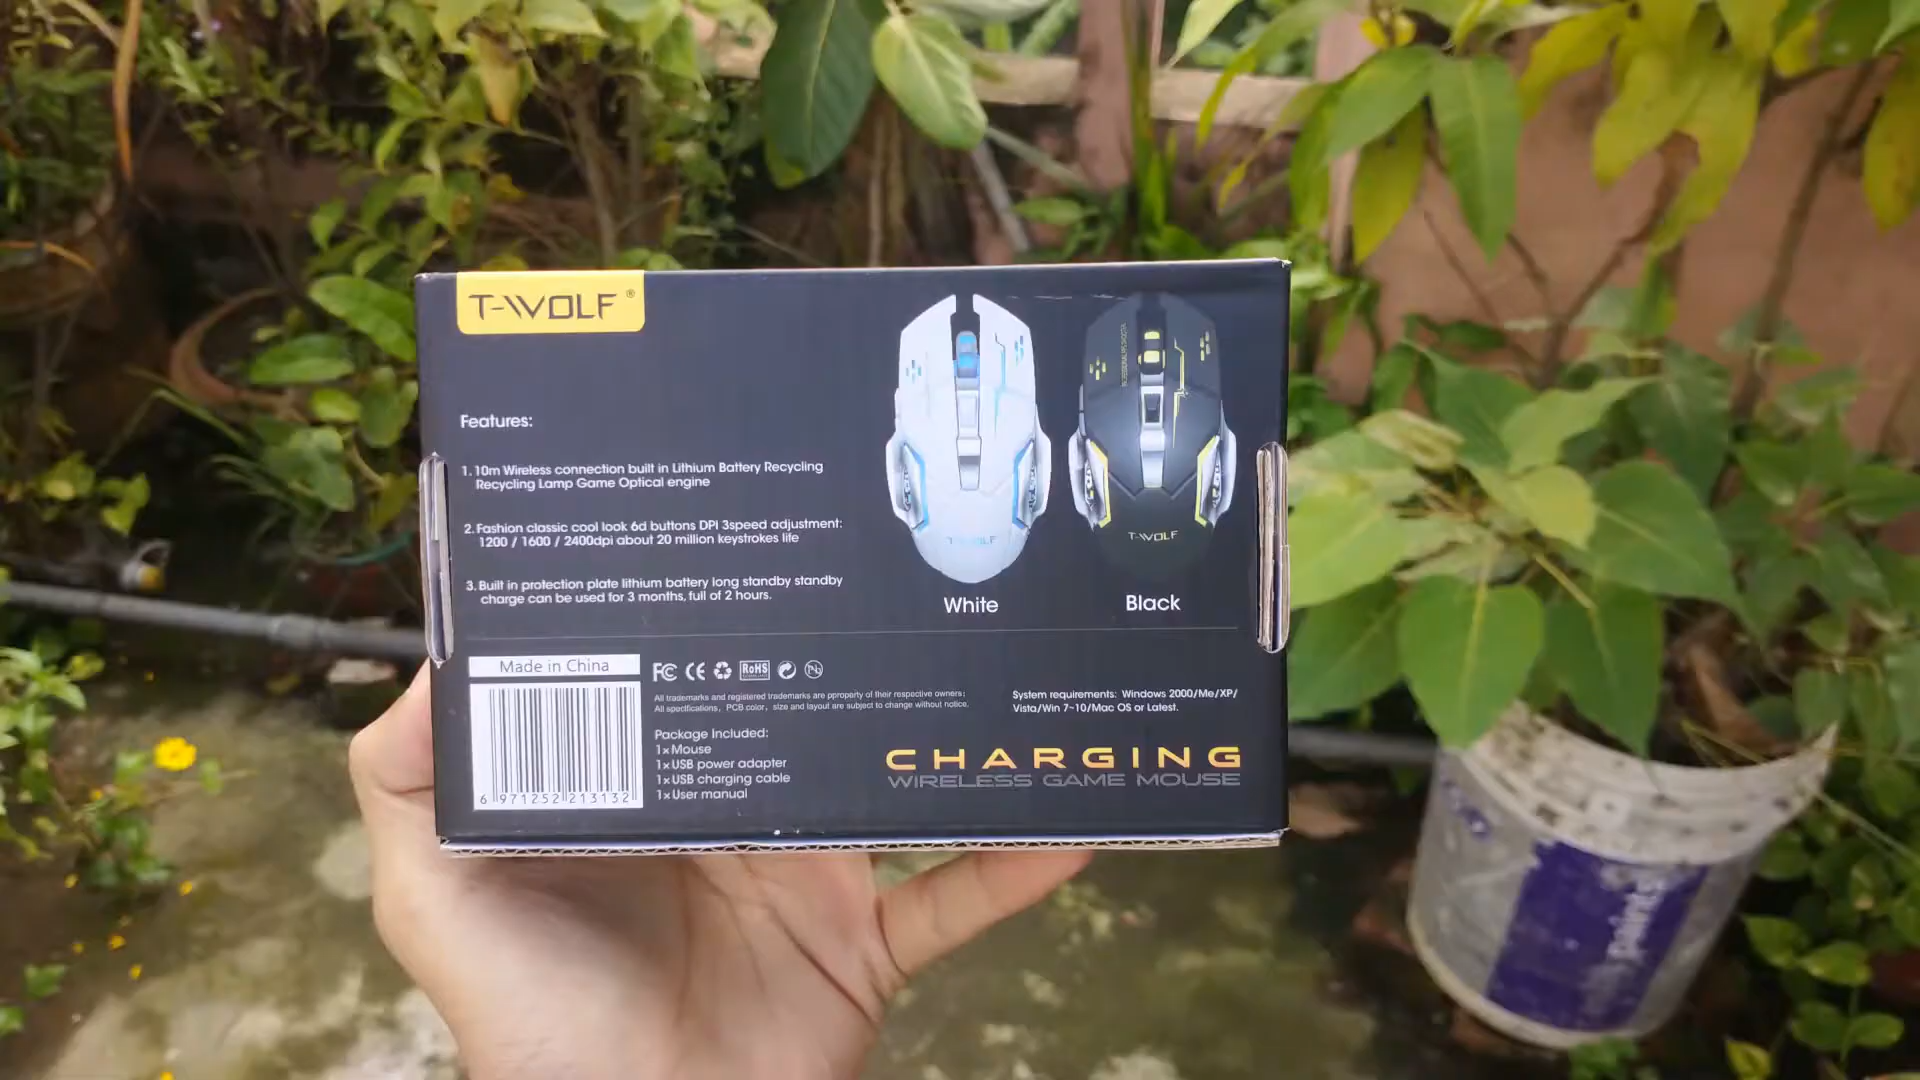 T-WOLF®
Features:
1. 10m Wireless connection built in Lithium Battery Recycling
Recycling Lamp Game Optical engine
2. Fashion classic cool look 6d buttons DPI 3speed adjustment:
1200 / 1600 / 2400dpi about 20 million keystrokes life
3. Built in protection plate lithium battery long standby standby
charge can be used for 3 months, full of 2 hours.
T-WOLF
T-WOLF
White
Black
Made in China
FC CE RoHS
6 971252 213132
All trademarks and registered trademarks are pproperty of their respective owners;
All specifications, PCB color, size and layout are subject to change without notice.
Package Included:
1×Mouse
1×USB power adapter
1×USB charging cable
1×User manual
System requirements: Windows 2000/Me/XP/
Vista/Win 7~10/Mac OS or Latest.
CHARGING
WIRELESS GAME MOUSE
paints